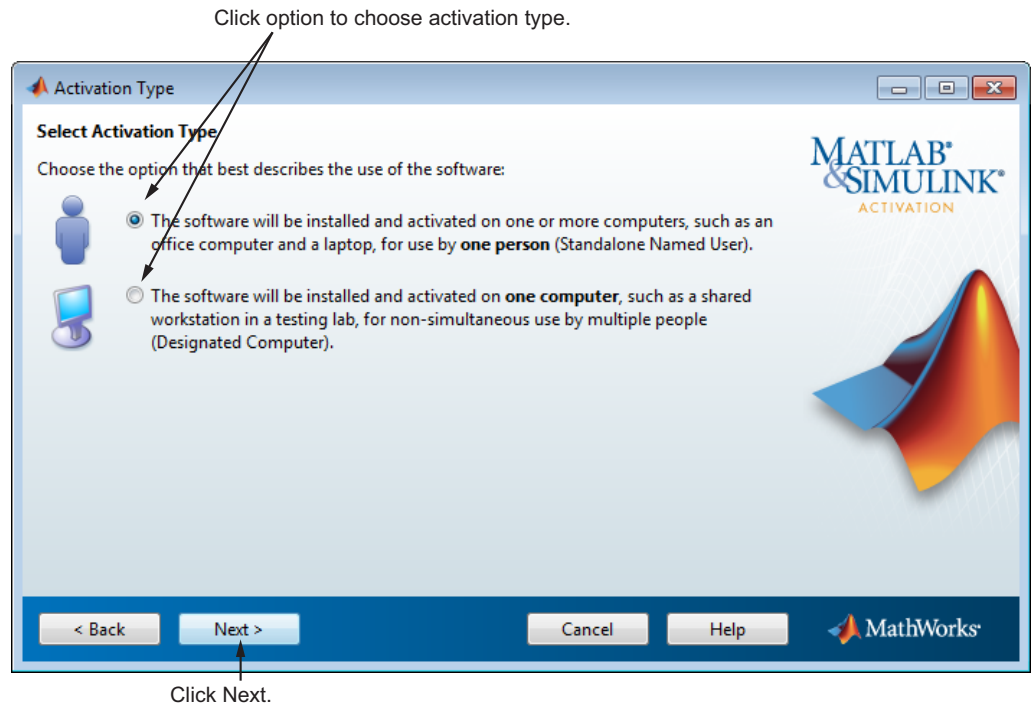 Click option to choose activation type.
Activation Type
Select Activation Type
Choose the option that best describes the use of the software:
The software will be installed and activated on one or more computers, such as an
office computer and a laptop, for use by one person (Standalone Named User).
The software will be installed and activated on one computer, such as a shared
workstation in a testing lab, for non-simultaneous use by multiple people
(Designated Computer).
MATLAB®
&SIMULINK®
ACTIVATION
< Back
Next >
Cancel
Help
MathWorks®
Click Next.